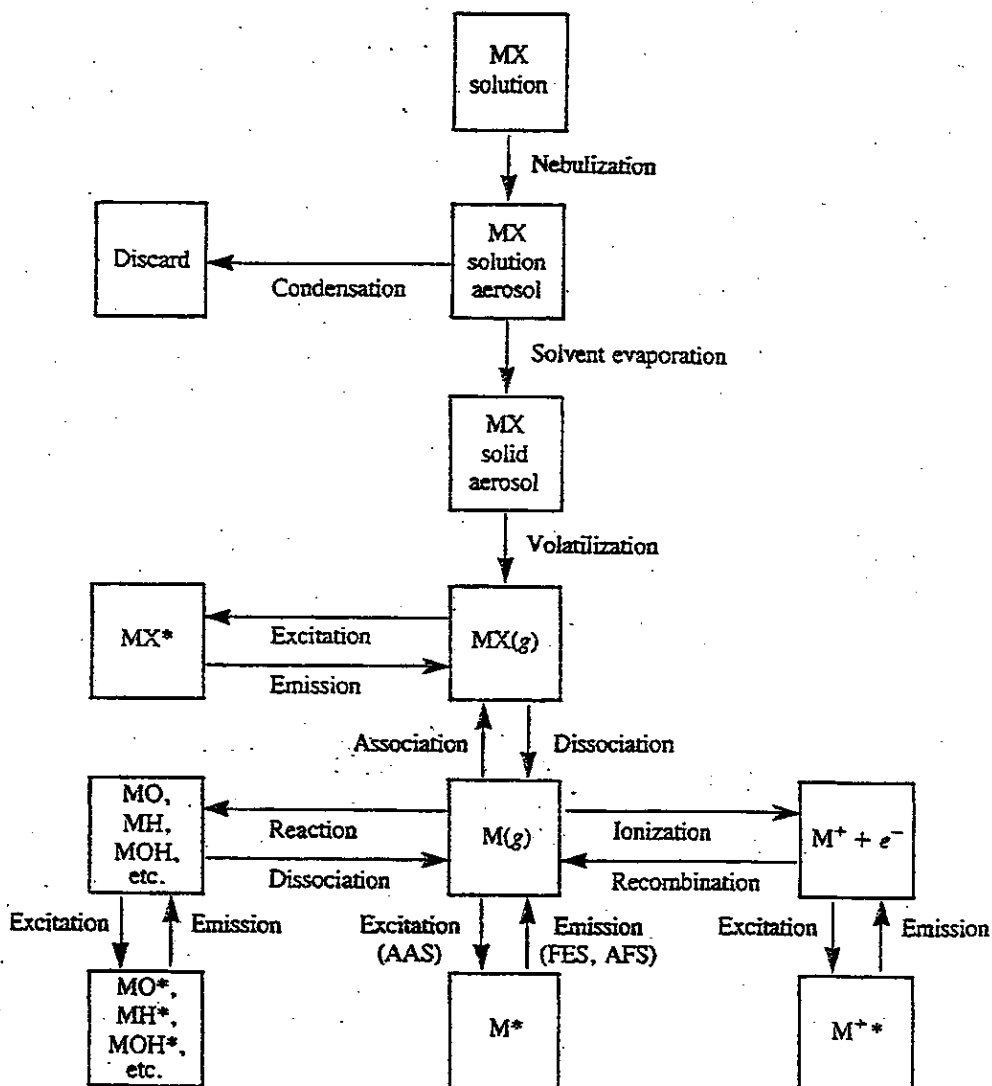 MX
solution
Nebulization
Discard
Condensation
MX
solution
aerosol
Solvent evaporation
MX
solid
aerosol
Volatilization
MX*
Excitation
Emission
MX(g)
Association
Dissociation
MO,
MH,
MOH,
etc.
Reaction
Dissociation
M(g)
Ionization
Recombination
M⁺ + e⁻
Excitation
Emission
Excitation
(AAS)
Emission
(FES, AFS)
Excitation
Emission
MO*,
MH*,
MOH*,
etc.
M*
M⁺*